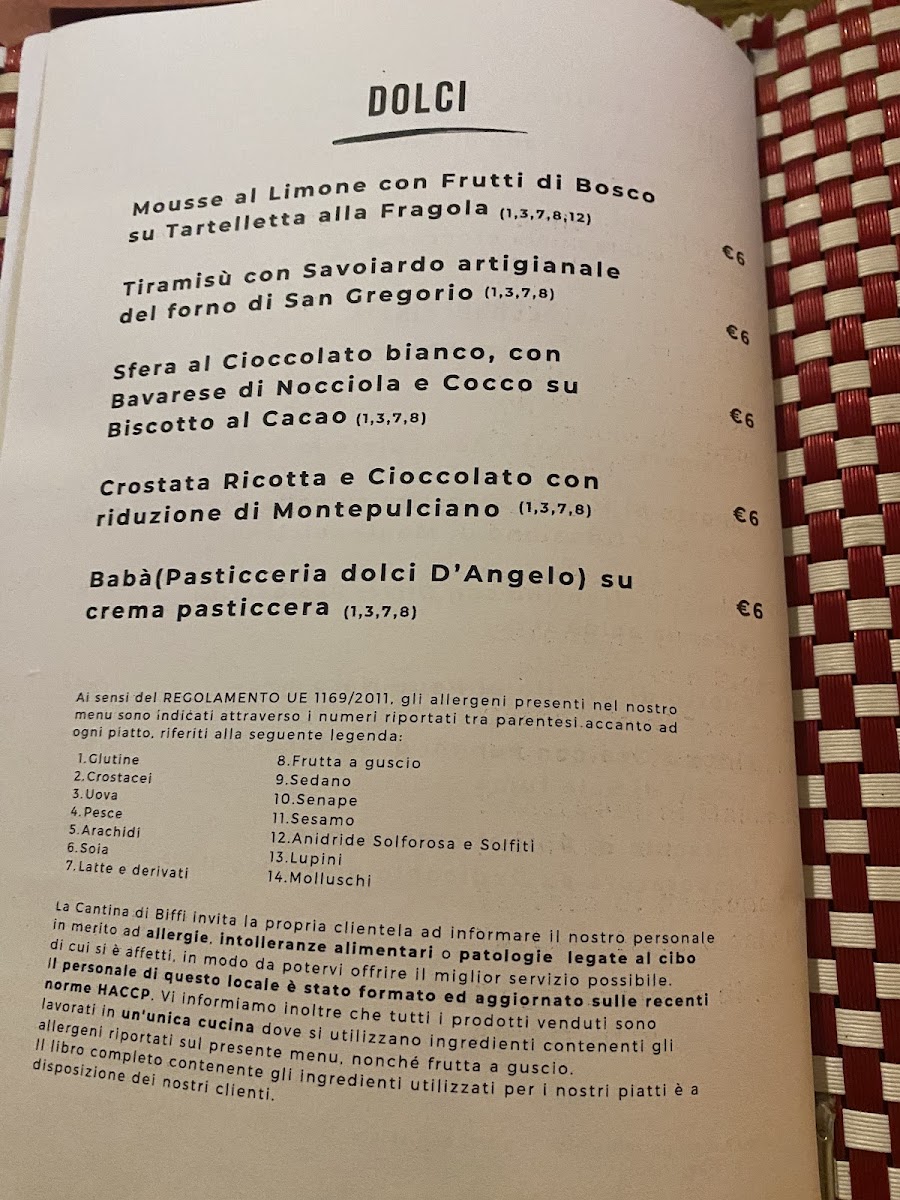 DOLCI
Mousse al Limone con Frutti di Bosco
su Tartelletta alla Fragola (1,3,7,8,12)
€6
Tiramisù con Savoiardo artigianale
del forno di San Gregorio (1,3,7,8)
€6
Sfera al Cioccolato bianco, con
Bavarese di Nocciola e Cocco su
Biscotto al Cacao (1,3,7,8)
€6
Crostata Ricotta e Cioccolato con
riduzione di Montepulciano (1,3,7,8)
€6
Babà(Pasticceria dolci D'Angelo) su
crema pasticcera (1,3,7,8)
€6
Ai sensi del REGOLAMENTO UE 1169/2011, gli allergeni presenti nel nostro
menu sono indicati attraverso i numeri riportati tra parentesi accanto ad
ogni piatto, riferiti alla seguente legenda:
1.Glutine
2.Crostacei
3.Uova
4.Pesce
5.Arachidi
6.Soia
7.Latte e derivati
8.Frutta a guscio
9.Sedano
10.Senape
11.Sesamo
12.Anidride Solforosa e Solfiti
13.Lupini
14.Molluschi
La Cantina di Biffi invita la propria clientela ad informare il nostro personale
in merito ad allergie, intolleranze alimentari o patologie legate al cibo
di cui si è affetti, in modo da potervi offrire il miglior servizio possibile.
Il personale di questo locale è stato formato ed aggiornato sulle recenti
norme HACCP. Vi informiamo inoltre che tutti i prodotti venduti sono
lavorati in un'unica cucina dove si utilizzano ingredienti contenenti gli
allergeni riportati sul presente menu, nonché frutta a guscio.
Il libro completo contenente gli ingredienti utilizzati per i nostri piatti è a
disposizione dei nostri clienti.